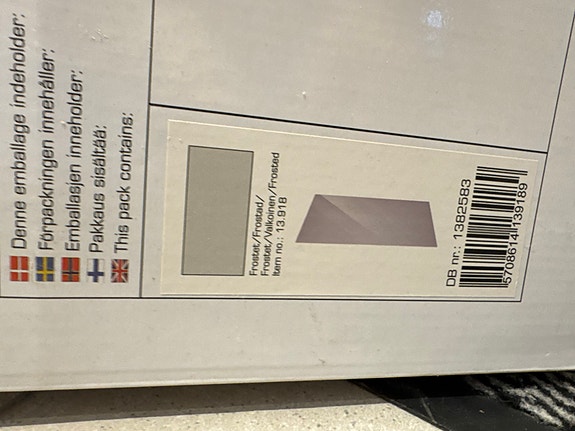 Denne emballage indeholder:
Förpackningen innehåller:
Emballasjen inneholder:
Pakkaus sisältää:
This pack contains:
Frostet/Frostad/
Frostet/Valkoinen/Frosted
Item no.: 13.918
DB nr.: 1382583
5708614139189